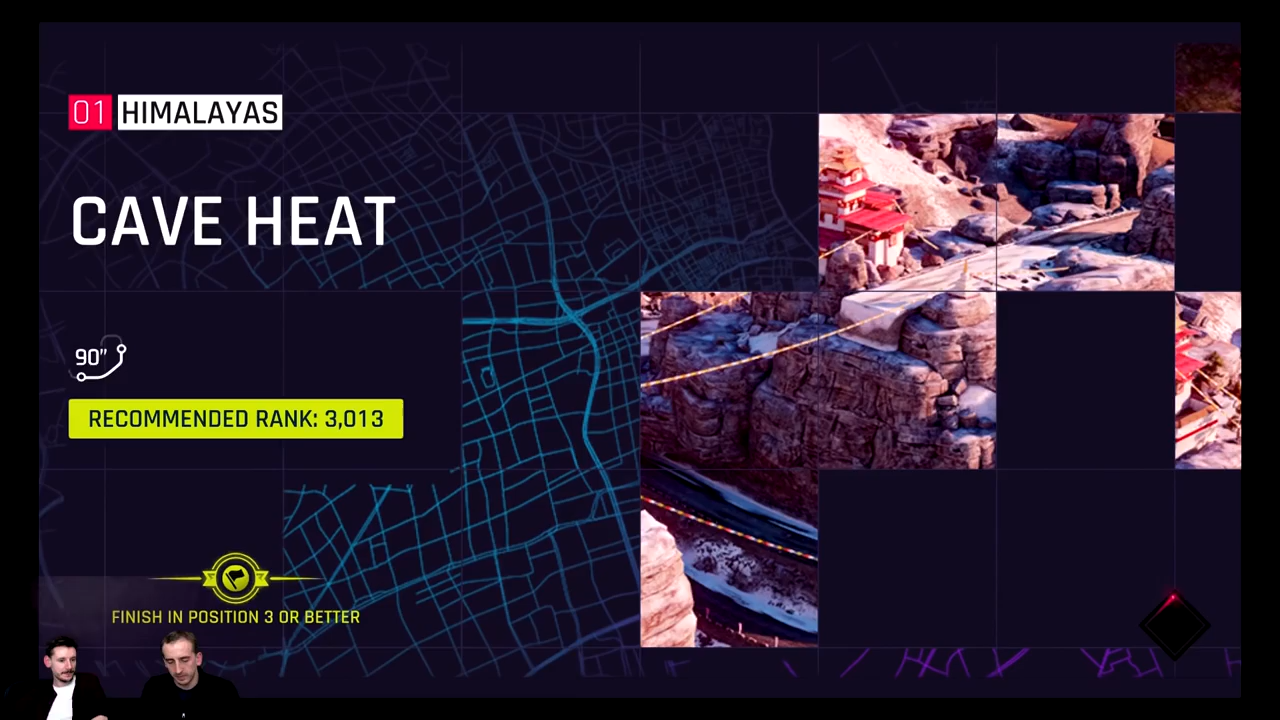 01 HIMALAYAS
CAVE HEAT
90"
RECOMMENDED RANK: 3,013
FINISH IN POSITION 3 OR BETTER